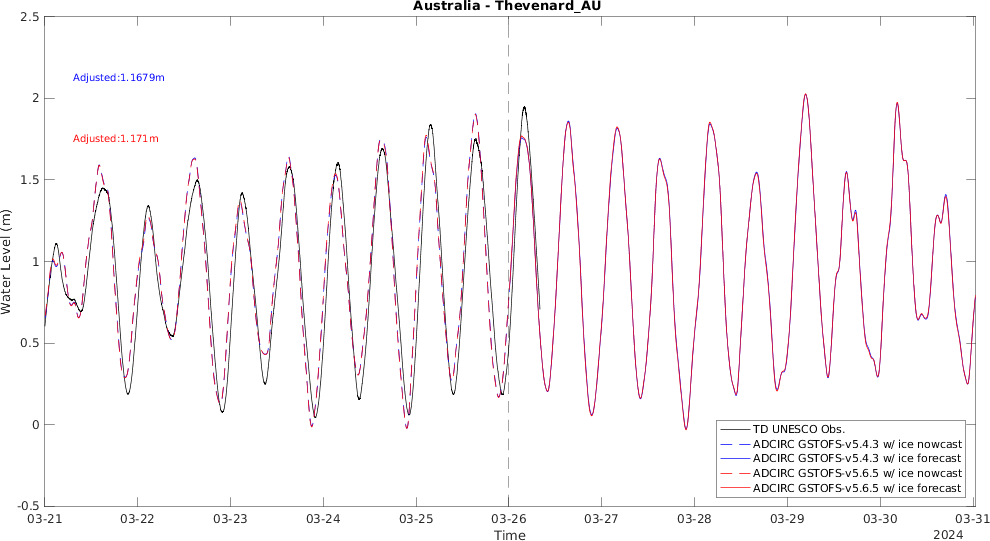 Australia - Thevenard_AU
Water Level (m)
2.5
2
1.5
1
0.5
0
-0.5
Adjusted:1.1679m
Adjusted:1.171m
TD UNESCO Obs.
ADCIRC GSTOFS-v5.4.3 w/ ice nowcast
ADCIRC GSTOFS-v5.4.3 w/ ice forecast
ADCIRC GSTOFS-v5.6.5 w/ ice nowcast
ADCIRC GSTOFS-v5.6.5 w/ ice forecast
03-21 03-22 03-23 03-24 03-25 03-26 03-27 03-28 03-29 03-30 03-31
Time
2024